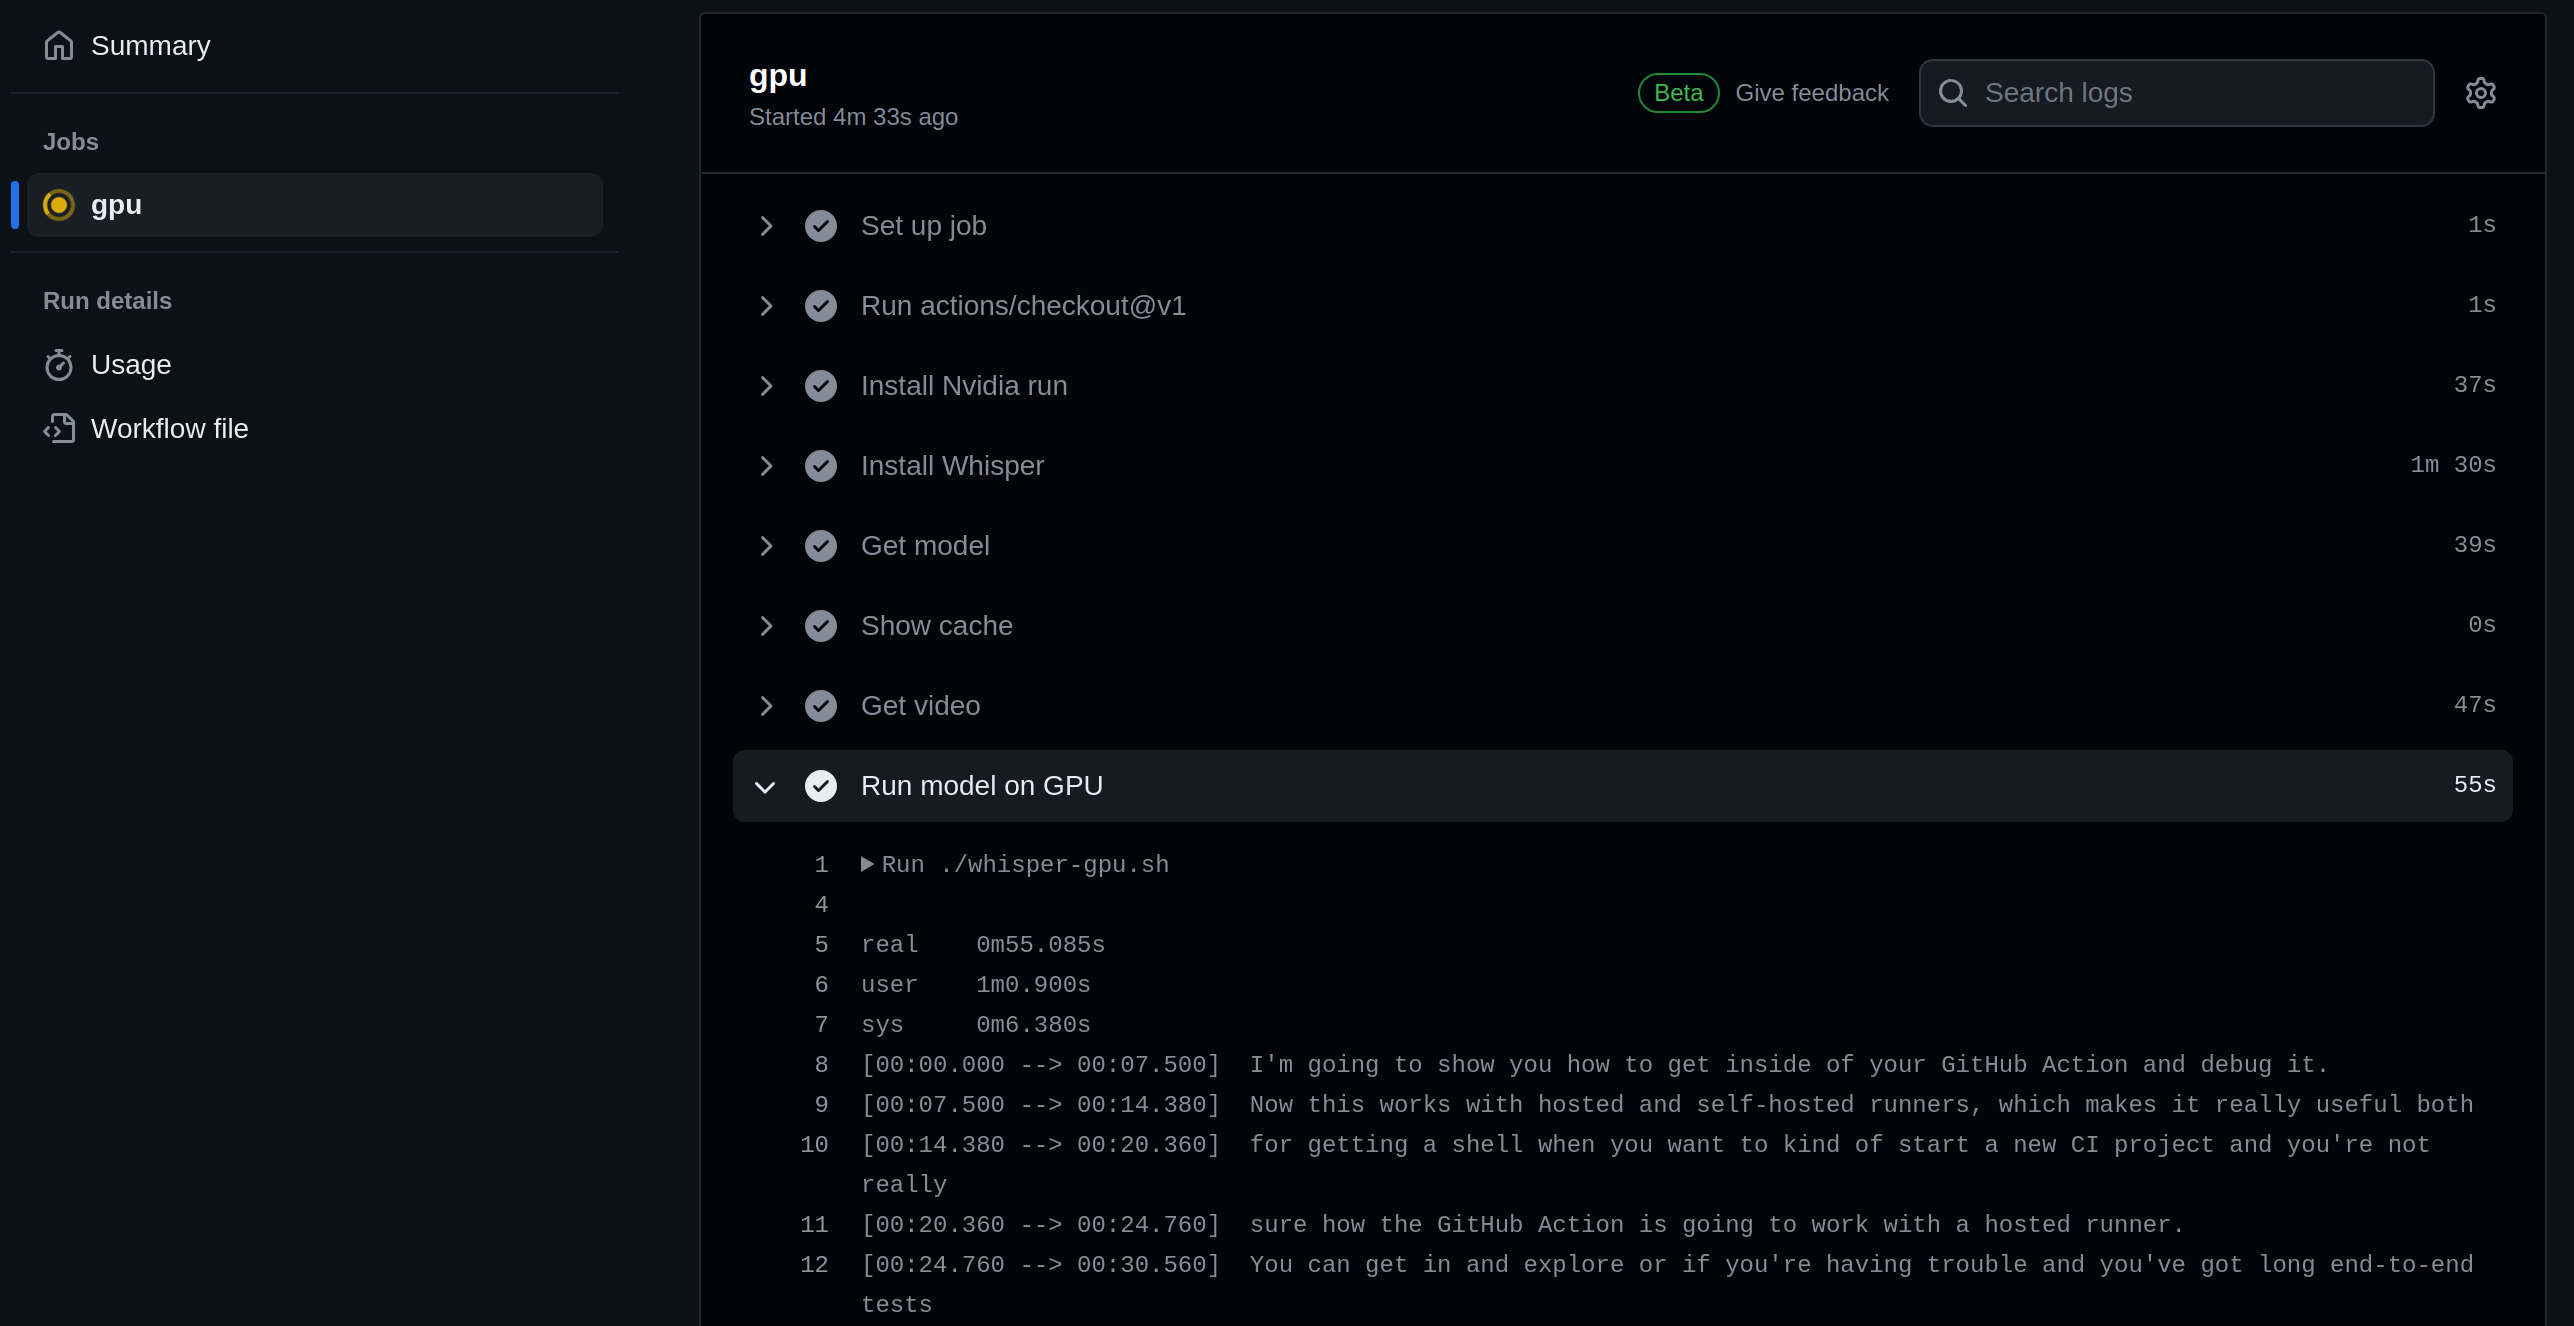 Summary
Jobs
gpu
Run details
Usage
Workflow file
gpu
Started 4m 33s ago
Beta
Give feedback
Search logs
Set up job 1s
Run actions/checkout@v1 1s
Install Nvidia run 37s
Install Whisper 1m 30s
Get model 39s
Show cache 0s
Get video 47s
Run model on GPU 55s
1 Run ./whisper-gpu.sh
4
5 real 0m55.085s
6 user 1m0.900s
7 sys 0m6.380s
8 [00:00.000 --> 00:07.500] I'm going to show you how to get inside of your GitHub Action and debug it.
9 [00:07.500 --> 00:14.380] Now this works with hosted and self-hosted runners, which makes it really useful both
10 [00:14.380 --> 00:20.360] for getting a shell when you want to kind of start a new CI project and you're not
really
11 [00:20.360 --> 00:24.760] sure how the GitHub Action is going to work with a hosted runner.
12 [00:24.760 --> 00:30.560] You can get in and explore or if you're having trouble and you've got long end-to-end
tests